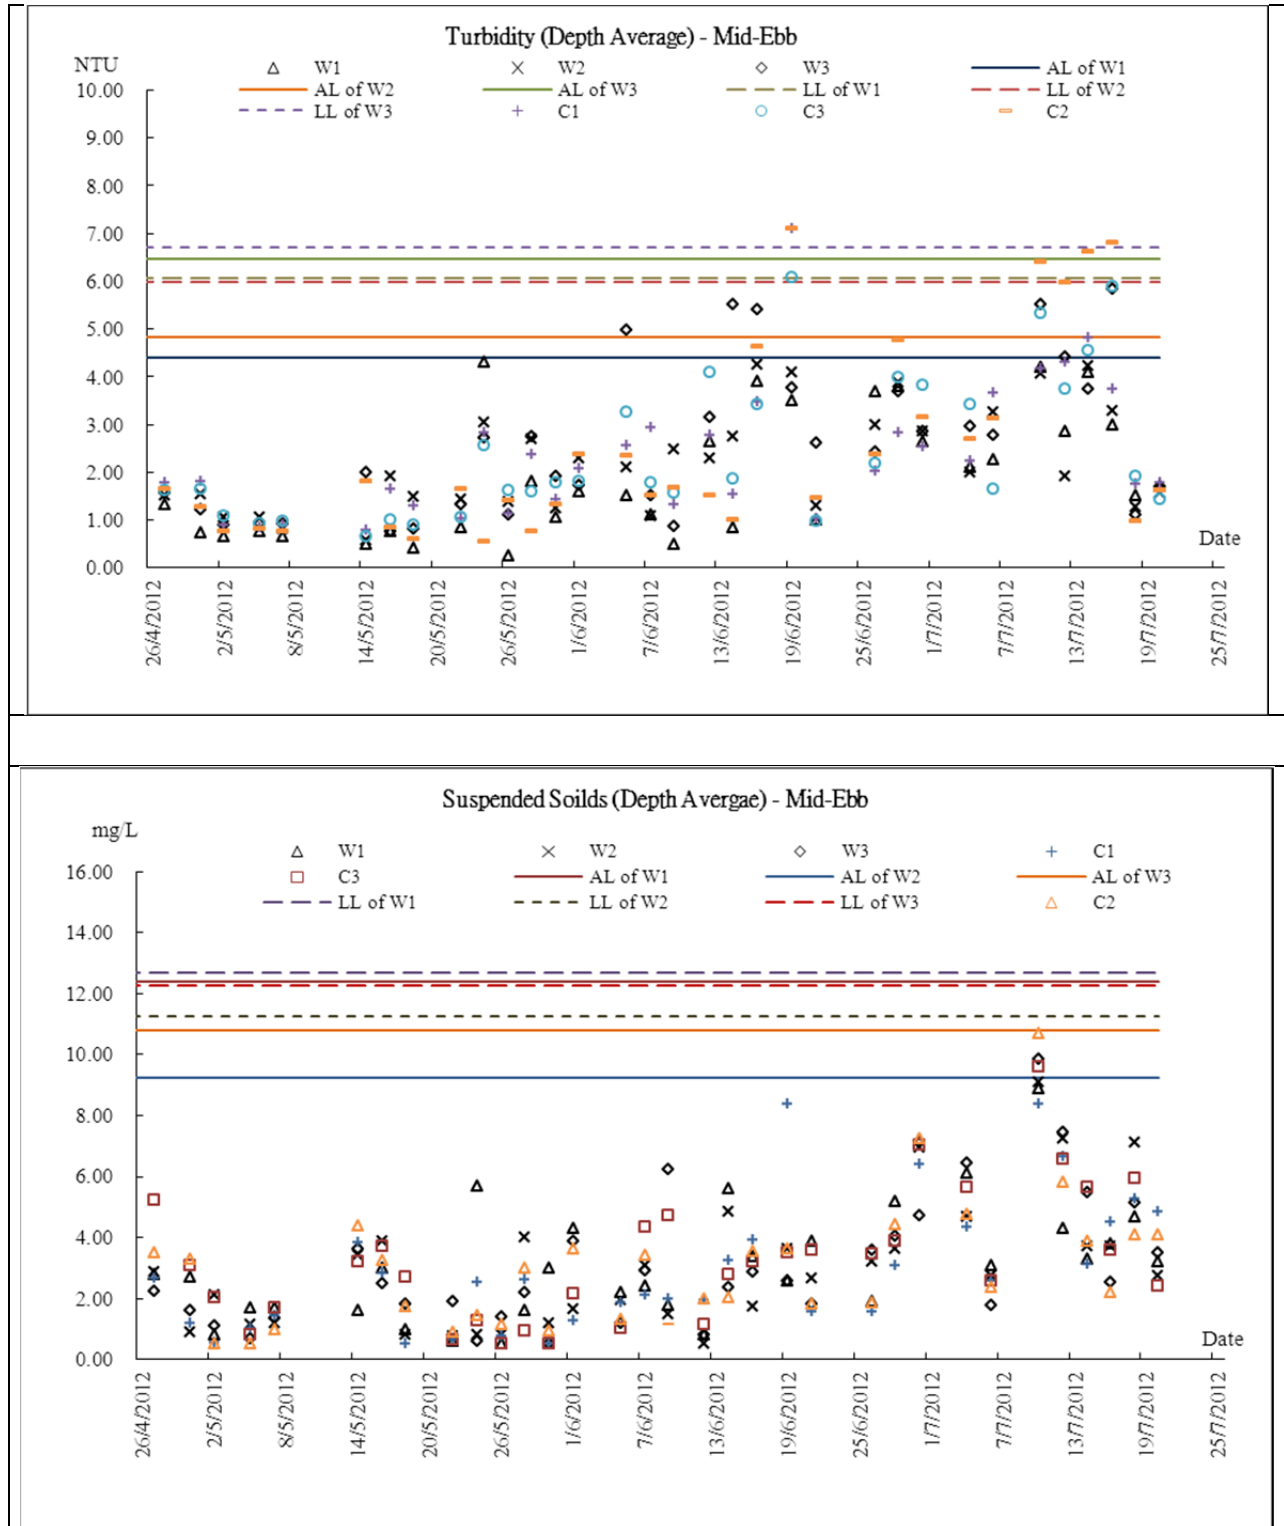 Turbidity (Depth Average) - Mid-Ebb
NTU
W1 W2 W3 AL of W1
AL of W2 AL of W3 LL of W1 LL of W2
LL of W3 C1 C3 C2
10.00
9.00
8.00
7.00
6.00
5.00
4.00
3.00
2.00
1.00
0.00
Date
26/4/2012 2/5/2012 8/5/2012 14/5/2012 20/5/2012 26/5/2012 1/6/2012 7/6/2012 13/6/2012 19/6/2012 25/6/2012 1/7/2012 7/7/2012 13/7/2012 19/7/2012 25/7/2012
Suspended Soilds (Depth Avergae) - Mid-Ebb
mg/L
W1 W2 W3 C1
C3 AL of W1 AL of W2 AL of W3
LL of W1 LL of W2 LL of W3 C2
16.00
14.00
12.00
10.00
8.00
6.00
4.00
2.00
0.00
Date
26/4/2012 2/5/2012 8/5/2012 14/5/2012 20/5/2012 26/5/2012 1/6/2012 7/6/2012 13/6/2012 19/6/2012 25/6/2012 1/7/2012 7/7/2012 13/7/2012 19/7/2012 25/7/2012